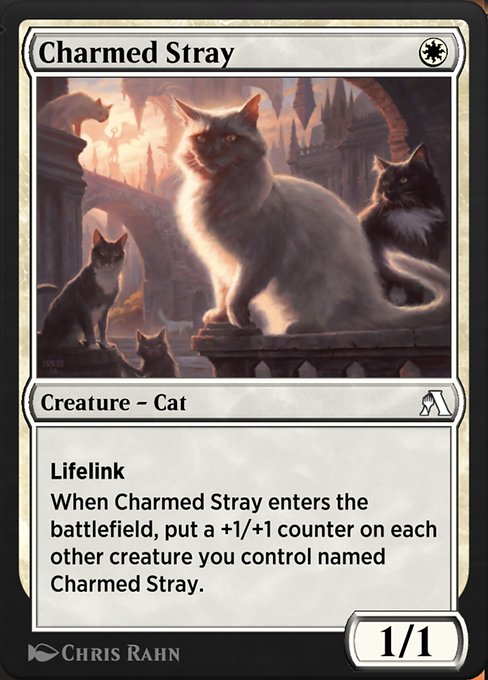 Charmed Stray
Creature – Cat
Lifelink
When Charmed Stray enters the
battlefield, put a +1/+1 counter on each
other creature you control named
Charmed Stray.
1/1
Chris Rahn